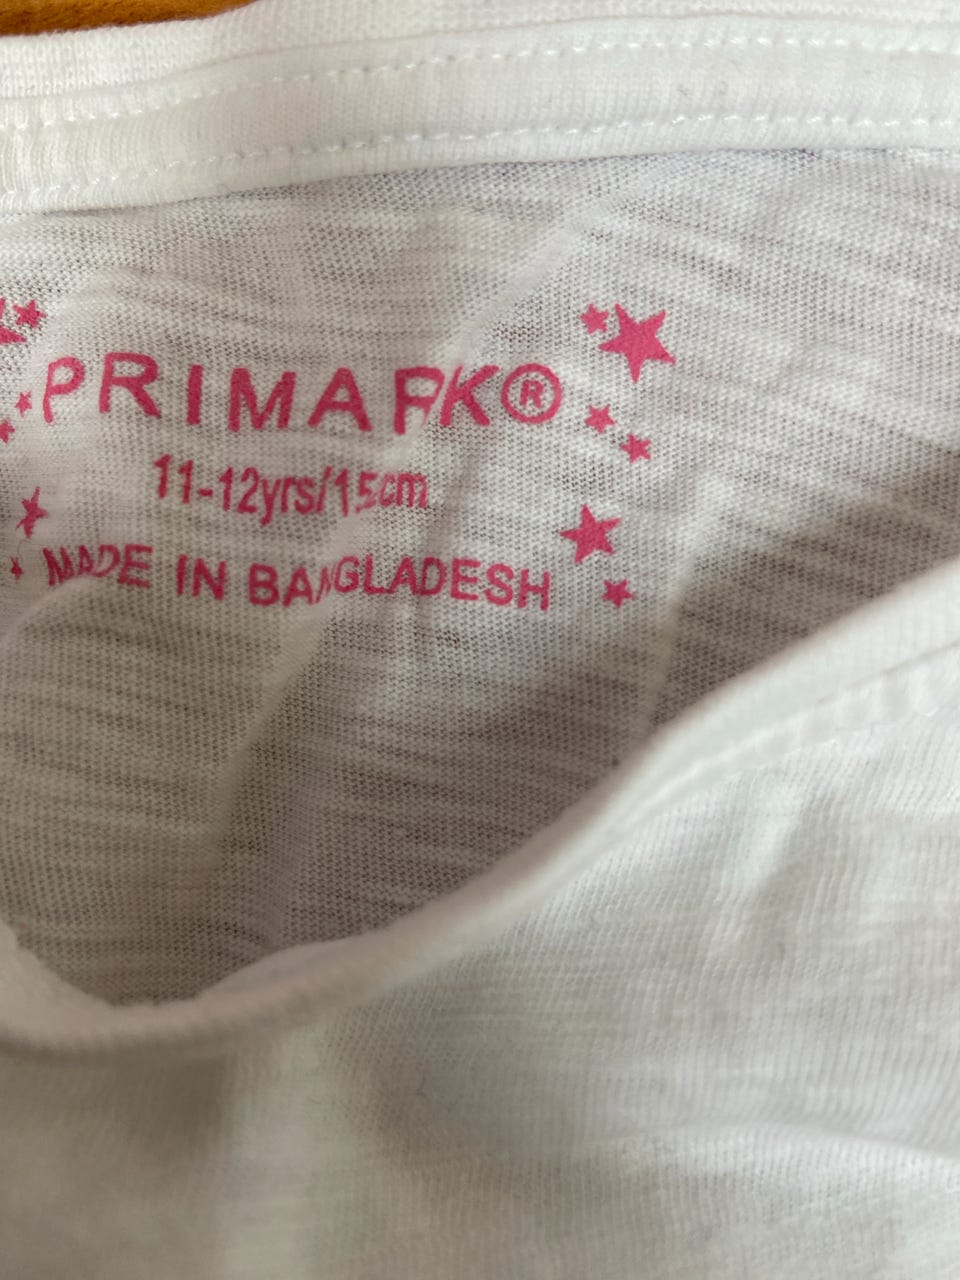 PRIMARK®
11-12yrs/15cm
MADE IN BANGLADESH